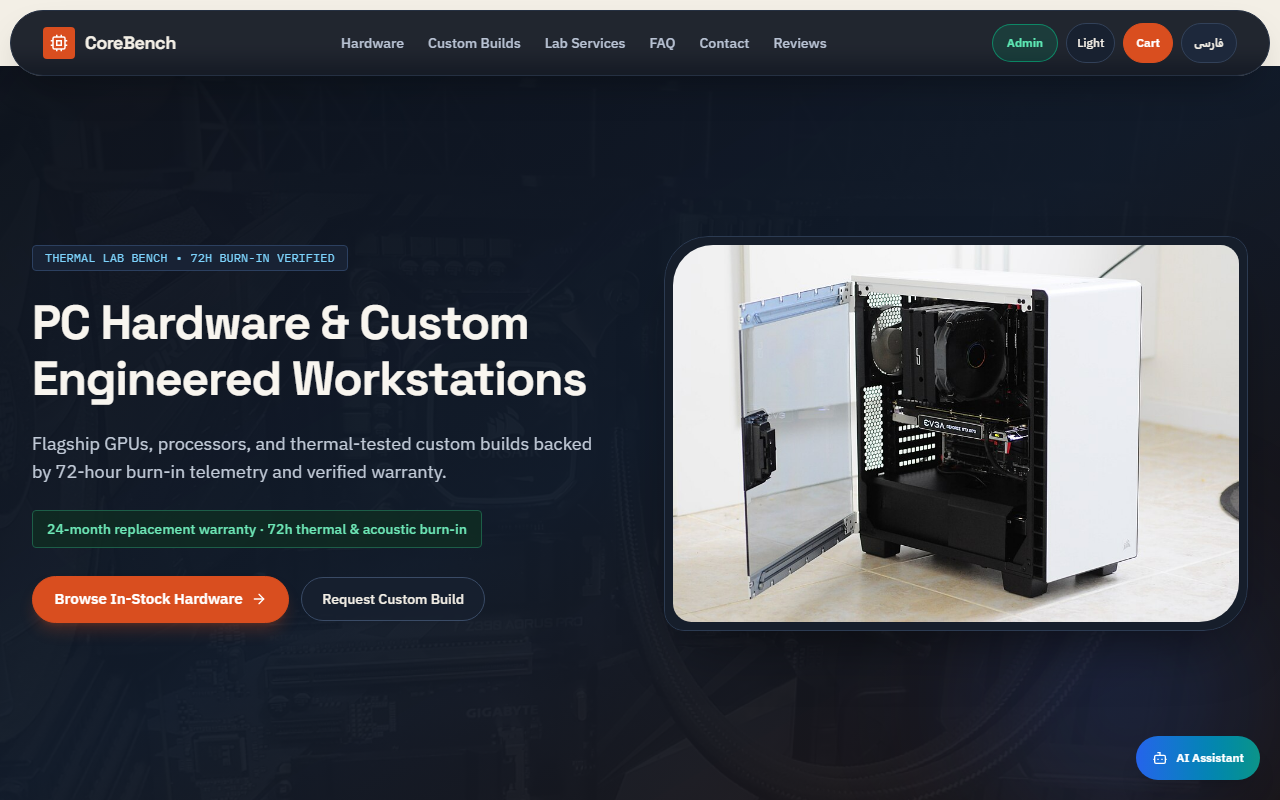 CoreBench
Hardware
Custom Builds
Lab Services
FAQ
Contact
Reviews
Admin
Light
Cart
فارسی
THERMAL LAB BENCH • 72H BURN-IN VERIFIED
PC Hardware & Custom
Engineered Workstations
Flagship GPUs, processors, and thermal-tested custom builds backed
by 72-hour burn-in telemetry and verified warranty.
24-month replacement warranty · 72h thermal & acoustic burn-in
Browse In-Stock Hardware →
Request Custom Build
EVGA
GIGABYTE
AI Assistant